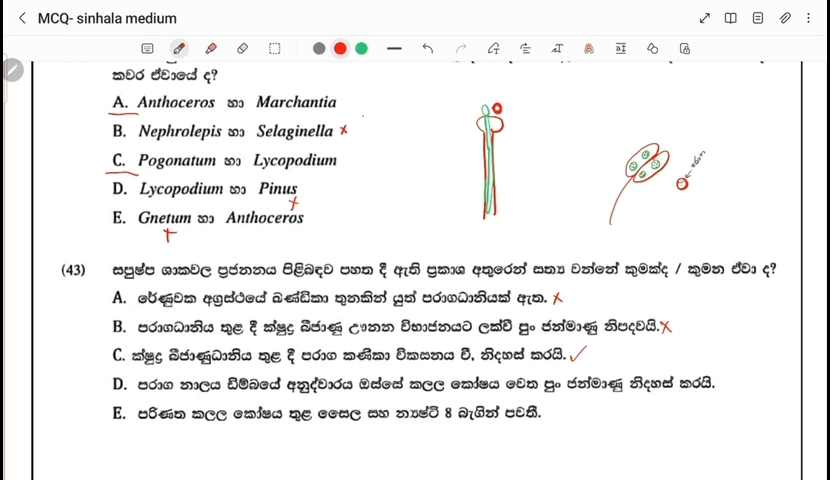 MCQ- sinhala medium
කවර ඒවායේ ද?
A. Anthoceros හා Marchantia
B. Nephrolepis හා Selaginella ×
C. Pogonatum හා Lycopodium
D. Lycopodium හා Pinus ×
E. Gnetum හා Anthoceros ×
(43) සපුෂ්ප ශාකවල ප්‍රජනනය පිළිබඳව පහත දී ඇති ප්‍රකාශ අතුරෙන් සත්‍ය වන්නේ කුමක්ද / කුමන ඒවා ද?
A. රේණුවක අග්‍රස්ථයේ ඛණ්ඩිකා තුනකින් යුත් පරාගධානියක් ඇත. ×
B. පරාගධානිය තුළ දී ක්ෂුද්‍ර බීජාණු ඌනන විභාජනයට ලක්වී පුං ජන්මාණු නිපදවයි. ×
C. ක්ෂුද්‍ර බීජාණුධානිය තුළ දී පරාග කණිකා විකසනය වී, නිදහස් කරයි. ✓
D. පරාග නාලය ඩිම්බයේ අනුද්වාරය ඔස්සේ කලල කෝෂය වෙත පුං ජන්මාණු නිදහස් කරයි.
E. පරිණත කලල කෝෂය තුළ සෛල සහ න්‍යෂ්ටි 8 බැගින් පවතී.